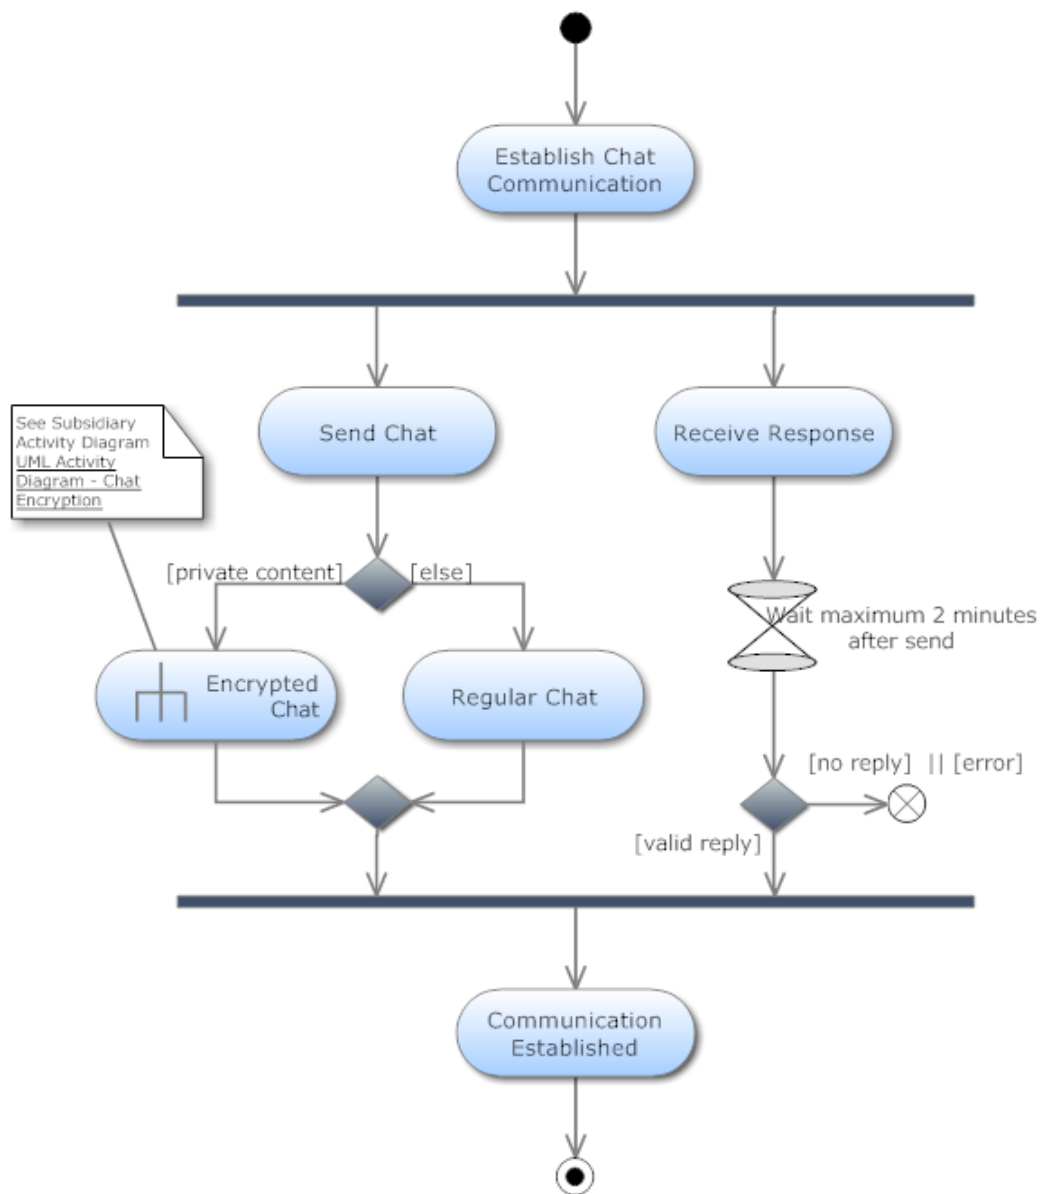 Establish Chat
Communication
Send Chat
Receive Response
See Subsidiary
Activity Diagram
UML Activity
Diagram - Chat
Encryption
[private content]
[else]
Wait maximum 2 minutes
after send
Encrypted
Chat
Regular Chat
[no reply]  || [error]
[valid reply]
Communication
Established